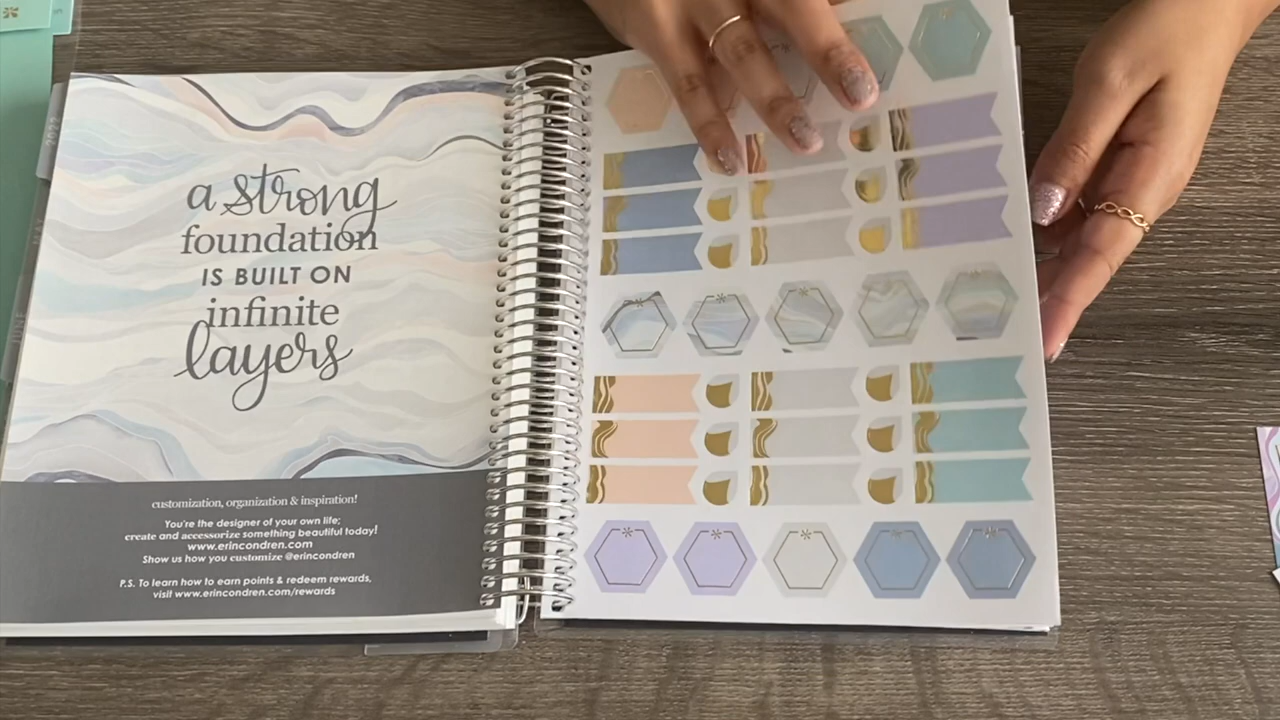 a strong
foundation
IS BUILT ON
infinite
layers
customization, organization & inspiration!
You're the designer of your own life;
create and accessorize something beautiful today!
www.erincondren.com
Show us how you customize @erincondren
P.S. To learn how to earn points & redeem rewards,
visit www.erincondren.com/rewards